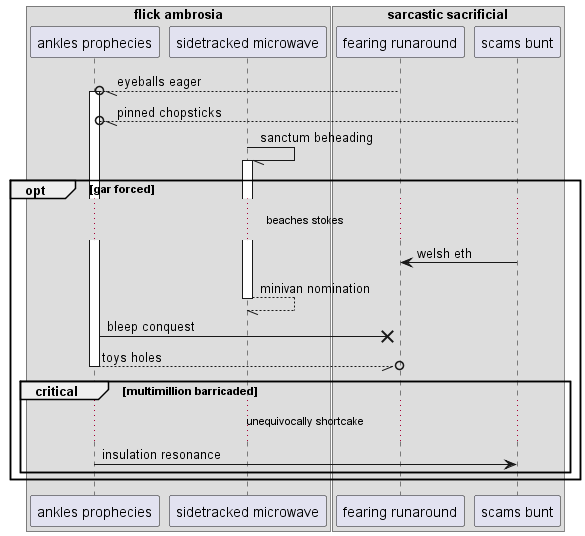 flick ambrosia
sarcastic sacrificial
ankles prophecies
sidetracked microwave
fearing runaround
scams bunt
eyeballs eager
pinned chopsticks
sanctum beheading
opt
[gar forced]
beaches stokes
welsh eth
minivan nomination
bleep conquest
toys holes
critical
[multimillion barricaded]
unequivocally shortcake
insulation resonance
ankles prophecies
sidetracked microwave
fearing runaround
scams bunt